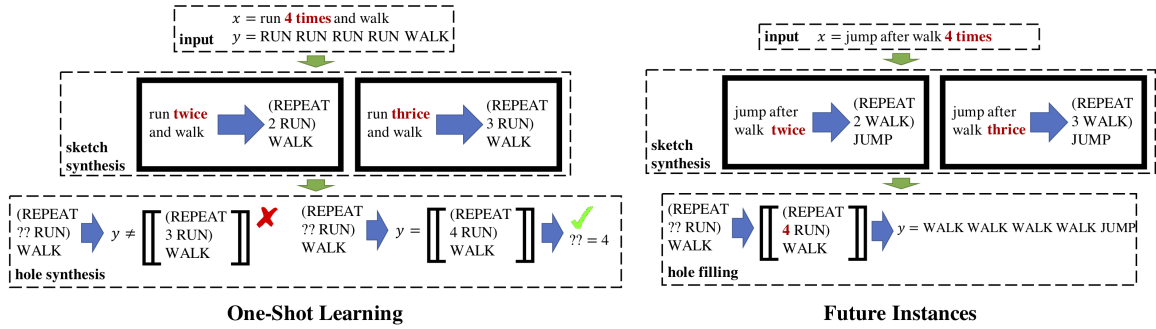 x = run 4 times and walk
input y = RUN RUN RUN RUN WALK
run twice and walk
(REPEAT
2 RUN)
WALK
run thrice and walk
(REPEAT
3 RUN)
WALK
sketch
synthesis
(REPEAT
?? RUN)
WALK
y ≠
(REPEAT
3 RUN)
WALK
(REPEAT
?? RUN)
WALK
y =
(REPEAT
4 RUN)
WALK
?? = 4
hole synthesis
One-Shot Learning
input x = jump after walk 4 times
jump after
walk twice
(REPEAT
2 WALK)
JUMP
jump after
walk thrice
(REPEAT
3 WALK)
JUMP
sketch
synthesis
(REPEAT
?? RUN)
WALK
(REPEAT
4 RUN)
WALK
y = WALK WALK WALK WALK JUMP
hole filling
Future Instances